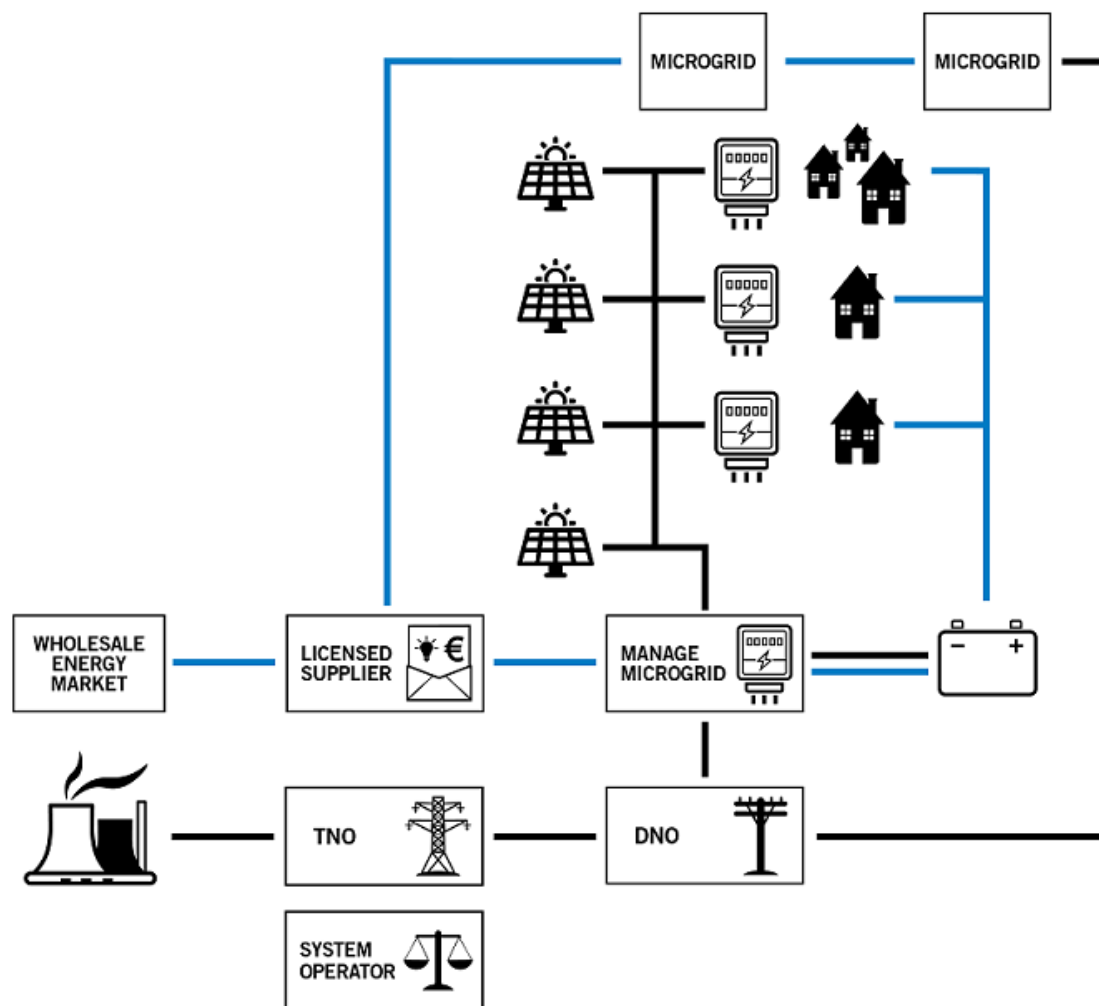 MICROGRID
MICROGRID
WHOLESALE
ENERGY
MARKET
LICENSED
SUPPLIER
€
MANAGE
MICROGRID
- +
TNO
DNO
SYSTEM
OPERATOR